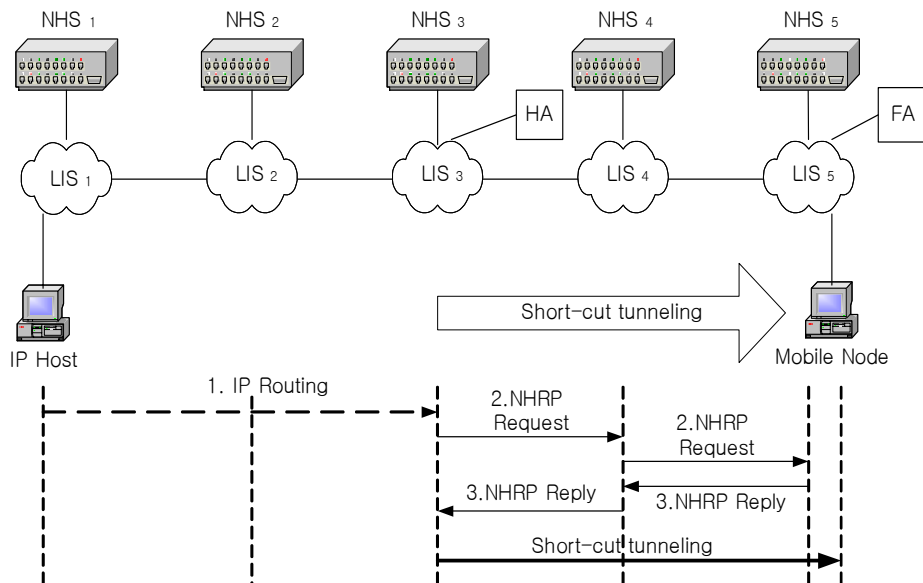 NHS 1
NHS 2
NHS 3
NHS 4
NHS 5
HA
FA
LIS 1
LIS 2
LIS 3
LIS 4
LIS 5
Short-cut tunneling
IP Host
Mobile Node
1. IP Routing
2.NHRP
Request
2.NHRP
Request
3.NHRP Reply
3.NHRP Reply
Short-cut tunneling